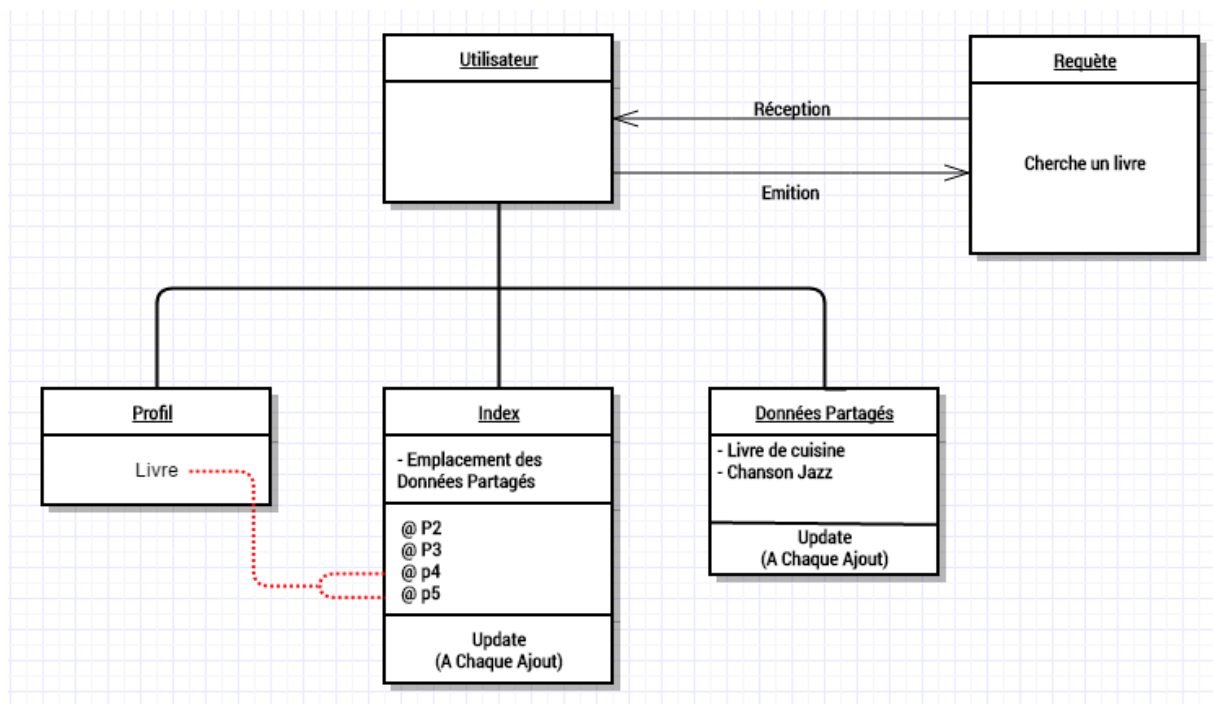 Utilisateur
Requète
Réception
Cherche un livre
Emition
Profil
Livre
Index
- Emplacement des
Données Partagés
@ P2
@ P3
@ p4
@ p5
Update
(A Chaque Ajout)
Données Partagés
- Livre de cuisine
- Chanson Jazz
Update
(A Chaque Ajout)